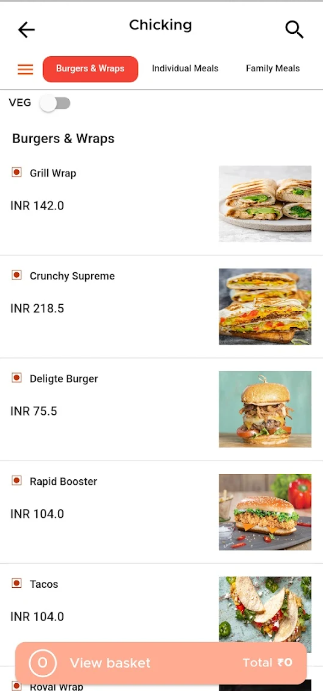 Chicking
Burgers & Wraps
Individual Meals
Family Meals
VEG
Burgers & Wraps
Grill Wrap
INR 142.0
Crunchy Supreme
INR 218.5
Deligte Burger
INR 75.5
Rapid Booster
INR 104.0
Tacos
INR 104.0
0 View basket Total ₹0
Royal Wrap